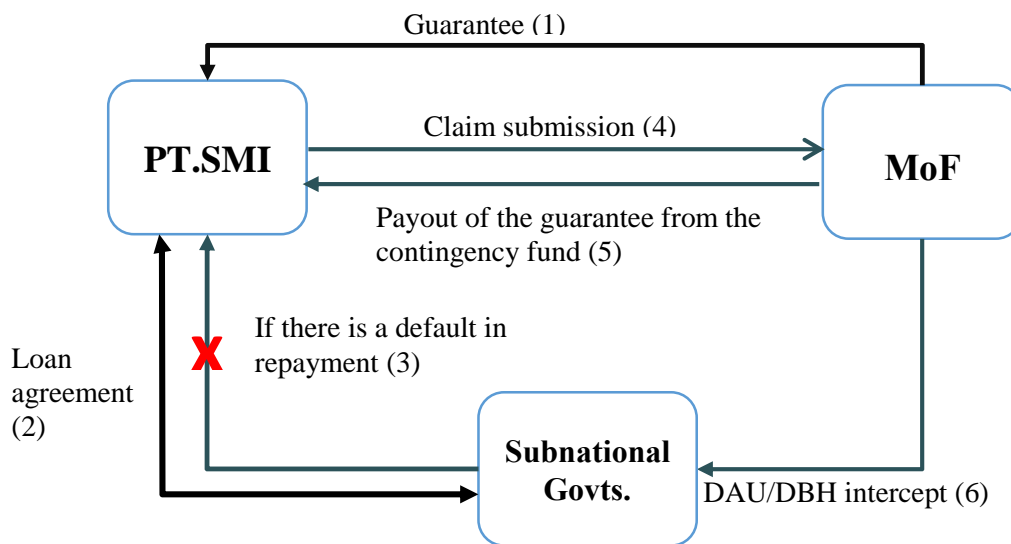 Guarantee (1)
PT.SMI
Claim submission (4)
MoF
Payout of the guarantee from the
contingency fund (5)
If there is a default in
repayment (3)
X
Loan
agreement
(2)
Subnational
Govts.
DAU/DBH intercept (6)